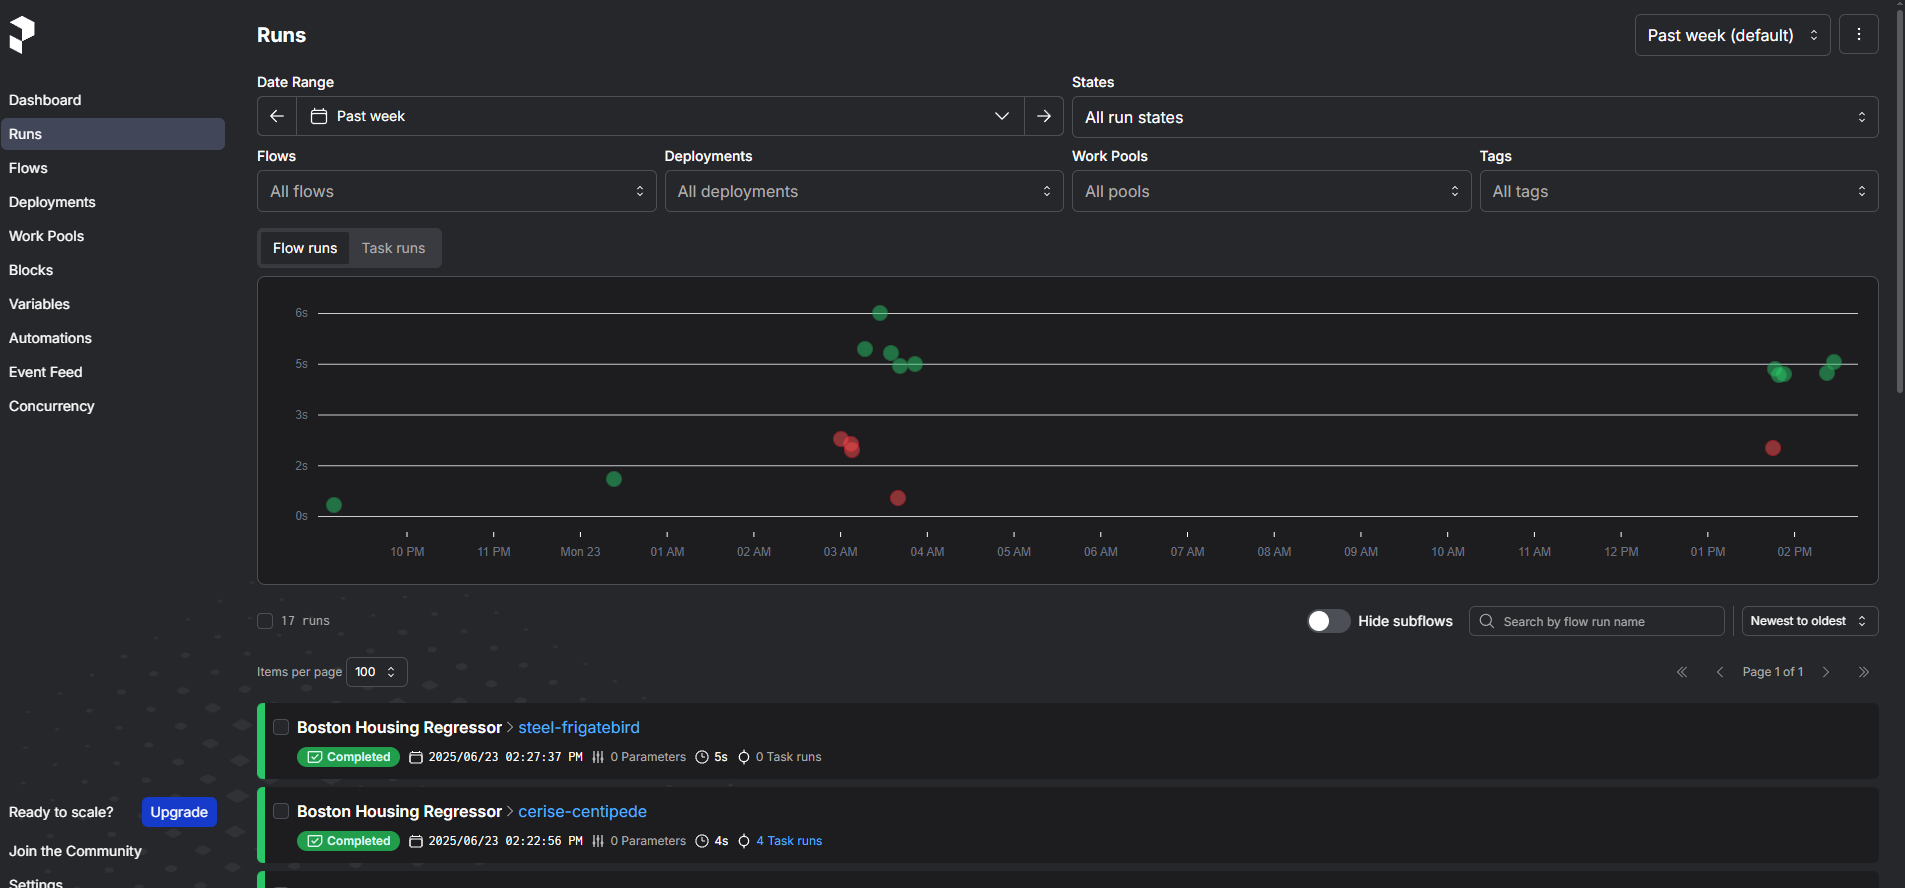 Runs
Past week (default)
Dashboard
Runs
Flows
Deployments
Work Pools
Blocks
Variables
Automations
Event Feed
Concurrency
Date Range
States
Past week
All run states
Flows
Deployments
Work Pools
Tags
All flows
All deployments
All pools
All tags
Flow runs
Task runs
6s
5s
3s
2s
0s
10 PM 11 PM Mon 23 01 AM 02 AM 03 AM 04 AM 05 AM 06 AM 07 AM 08 AM 09 AM 10 AM 11 AM 12 PM 01 PM 02 PM
17 runs
Hide subflows
Search by flow run name
Newest to oldest
Items per page 100
Page 1 of 1
Boston Housing Regressor > steel-frigatebird
Completed 2025/06/23 02:27:37 PM 0 Parameters 5s 0 Task runs
Boston Housing Regressor > cerise-centipede
Completed 2025/06/23 02:22:56 PM 0 Parameters 4s 4 Task runs
Ready to scale? Upgrade
Join the Community
Settings